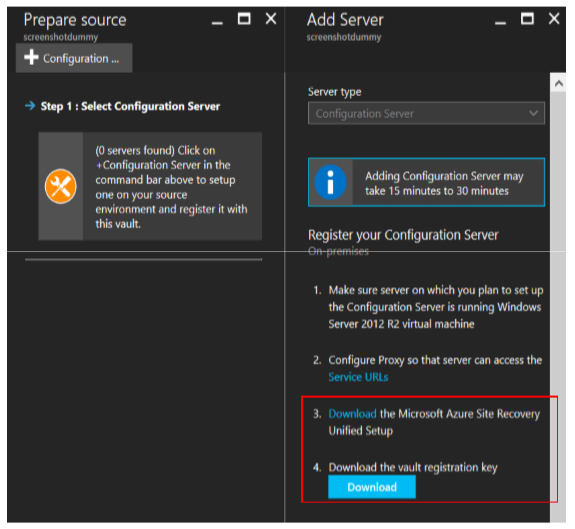 Prepare source
screenshotdummy
Configuration ...
Step 1 : Select Configuration Server
(0 servers found) Click on
+Configuration Server in the
command bar above to setup
one on your source
environment and register it with
this vault.
Add Server
screenshotdummy
Server type
Configuration Server
Adding Configuration Server may
take 15 minutes to 30 minutes
Register your Configuration Server
On-premises
1. Make sure server on which you plan to set up
the Configuration Server is running Windows
Server 2012 R2 virtual machine
2. Configure Proxy so that server can access the
Service URLs
3. Download the Microsoft Azure Site Recovery
Unified Setup
4. Download the vault registration key
Download